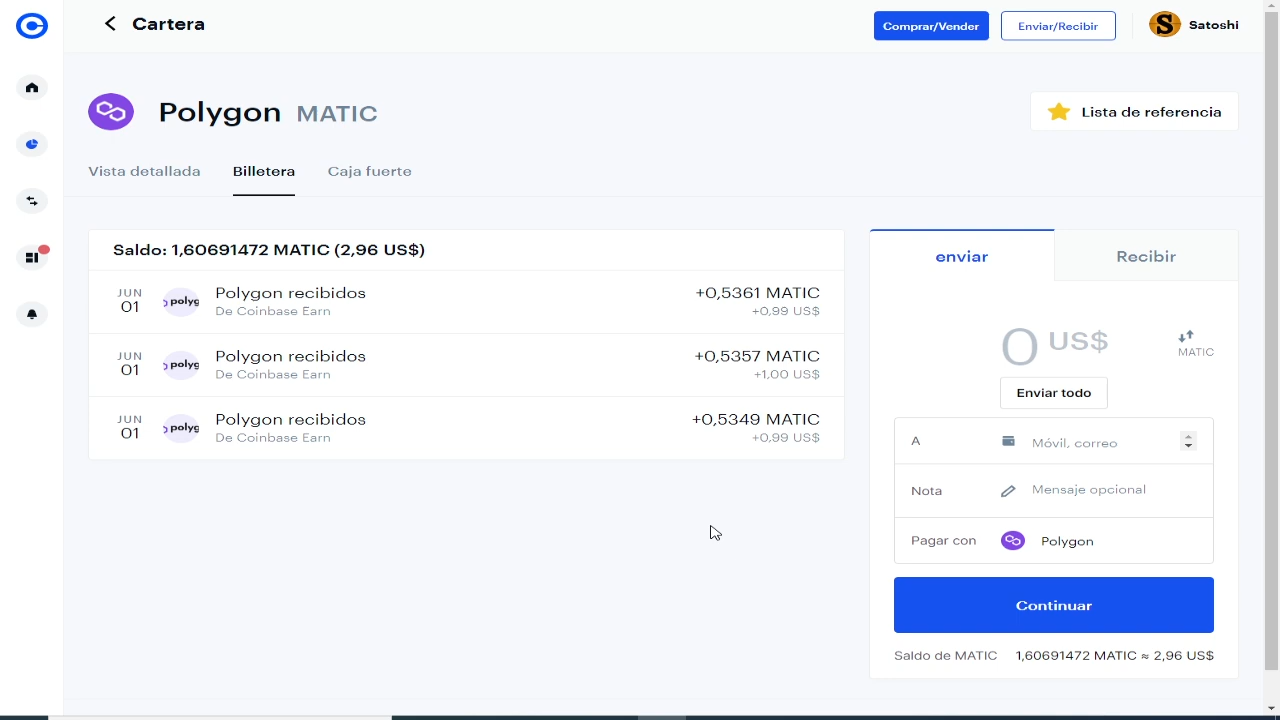 Cartera
Comprar/Vender
Enviar/Recibir
S
Satoshi
Polygon MATIC
Lista de referencia
Vista detallada
Billetera
Caja fuerte
Saldo: 1,60691472 MATIC (2,96 US$)
JUN
01
polyg
Polygon recibidos
De Coinbase Earn
+0,5361 MATIC
+0,99 US$
JUN
01
polyg
Polygon recibidos
De Coinbase Earn
+0,5357 MATIC
+1,00 US$
JUN
01
polyg
Polygon recibidos
De Coinbase Earn
+0,5349 MATIC
+0,99 US$
enviar
Recibir
0 US$
MATIC
Enviar todo
A
Móvil, correo
Nota
Mensaje opcional
Pagar con
Polygon
Continuar
Saldo de MATIC
1,60691472 MATIC ≈ 2,96 US$